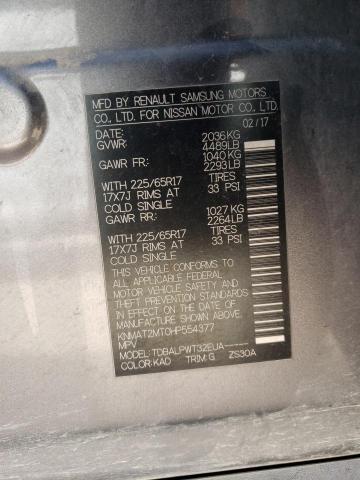 MFD BY RENAULT SAMSUNG MOTORS
CO., LTD. FOR NISSAN MOTOR CO., LTD.
DATE: 02/17
GVWR: 2036KG
4489LB
GAWR FR: 1040KG
2293LB
WITH 225/65R17 TIRES
17X7J RIMS AT 33 PSI
COLD SINGLE
GAWR RR: 1027KG
2264LB
WITH 225/65R17 TIRES
17X7J RIMS AT 33 PSI
COLD SINGLE
THIS VEHICLE CONFORMS TO
ALL APPLICABLE FEDERAL
MOTOR VEHICLE SAFETY,
BUMPER, AND THEFT
PREVENTION STANDARDS IN
EFFECT ON THE DATE OF
MANUFACTURE SHOWN ABOVE.
KNMAT2MT0HP554377
MPV
MODEL: TDBALPWT32EUA-----
COLOR:KAD TRIM:G ZS30A